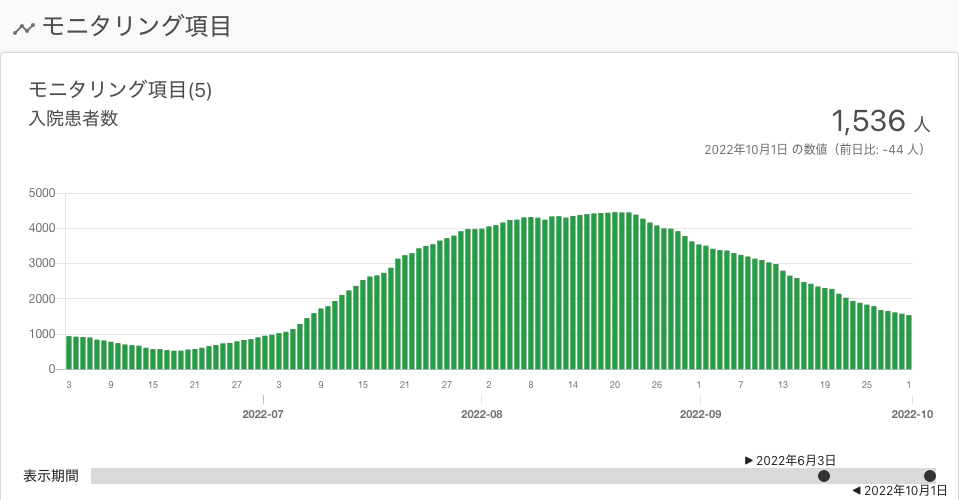 モニタリング項目
モニタリング項目(5)
入院患者数
1,536 人
2022年10月1日 の数値（前日比: -44 人）
5000
4000
3000
2000
1000
0
3 9 15 21 27 3 9 15 21 27 2 8 14 20 26 1 7 13 19 25 1
2022-07 2022-08 2022-09 2022-10
▶ 2022年6月3日
表示期間
◀ 2022年10月1日